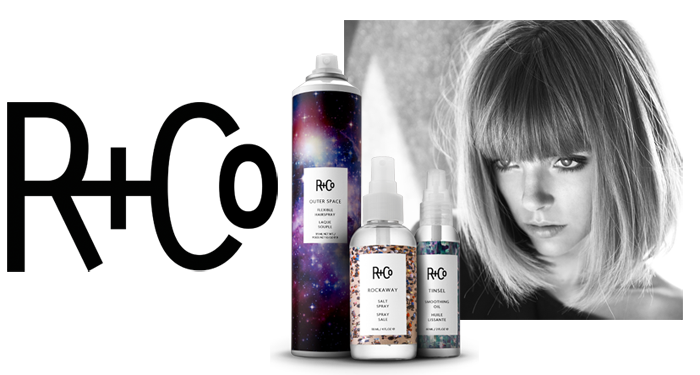 R+Co
R+Co
OUTER SPACE
FLEXIBLE
HAIRSPRAY
LAQUE
SOUPLE
R+Co
ROCKAWAY
SALT
SPRAY
SPRAY
SALE
R+Co
TINSEL
SMOOTHING
OIL
HUILE
LISSANTE